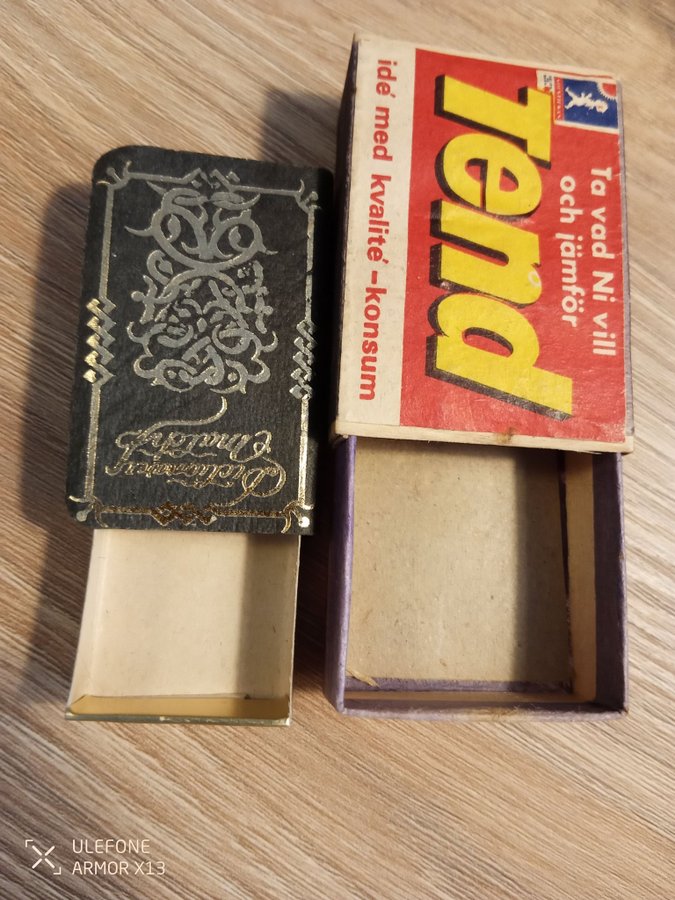 Ta vad Ni vill
och jämför
Tend
idé med kvalité-konsum
ULEFONE
ARMOR X13